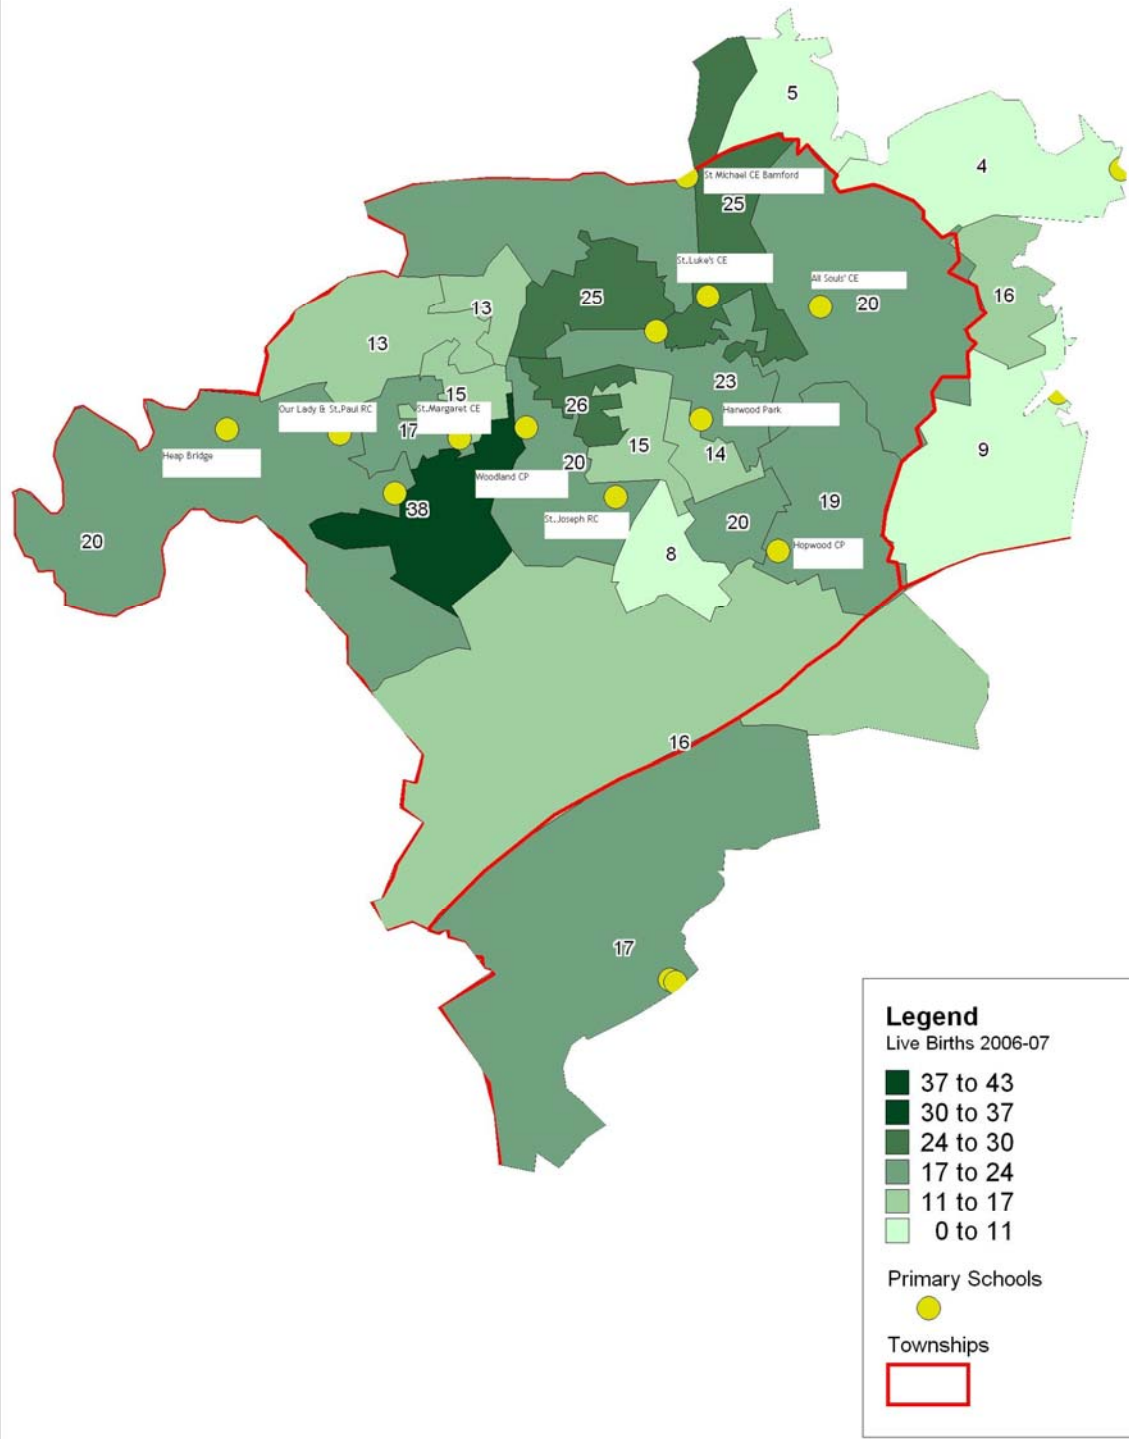 5
4
St Michael CE Bamford
25
St.Luke's CE
All Souls' CE
20
16
25
13
13
23
15
26
Our Lady & St.Paul RC
St.Margaret CE
17
Harwood Park
15
14
9
Heap Bridge
20
Woodland CP
19
38
St.Joseph RC
20
Hopwood CP
20
8
16
17
Legend
Live Births 2006-07
37 to 43
30 to 37
24 to 30
17 to 24
11 to 17
0 to 11
Primary Schools
Townships